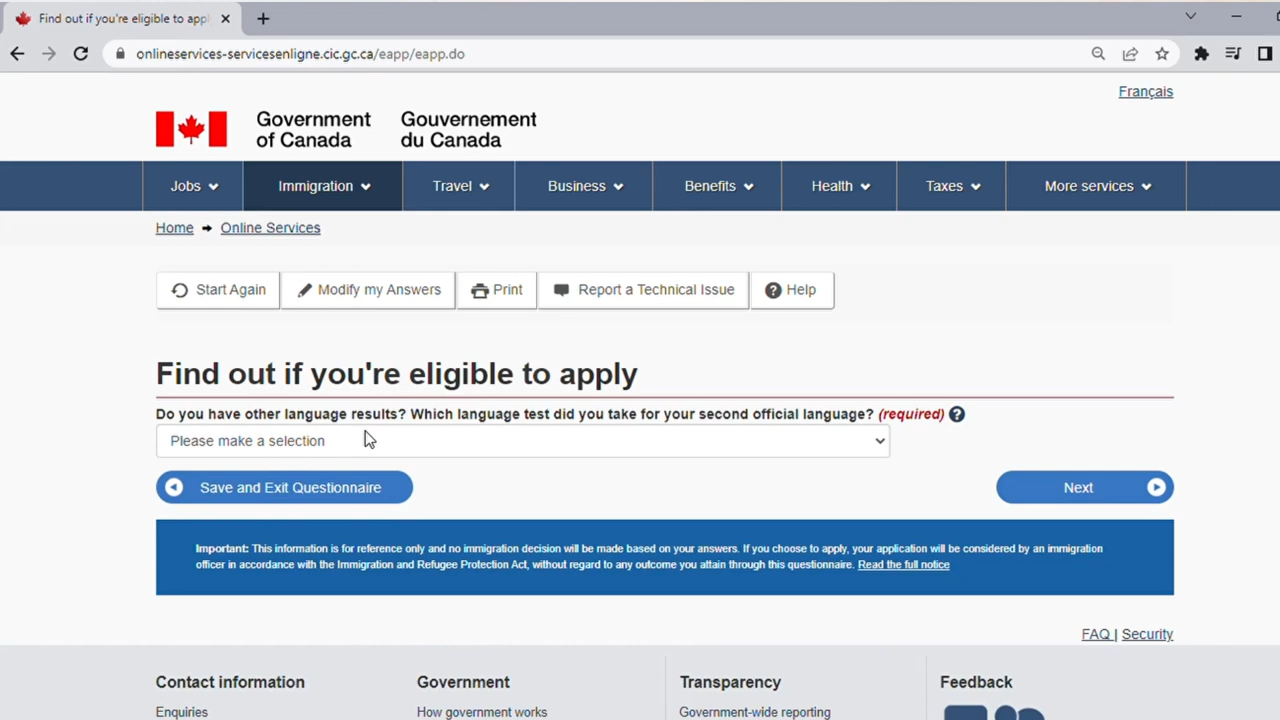 Find out if you're eligible to appl
onlineservices-servicesenligne.cic.gc.ca/eapp/eapp.do
Français
Government of Canada
Gouvernement du Canada
Jobs
Immigration
Travel
Business
Benefits
Health
Taxes
More services
Home
Online Services
Start Again
Modify my Answers
Print
Report a Technical Issue
Help
Find out if you're eligible to apply
Do you have other language results? Which language test did you take for your second official language? (required)
Please make a selection
Save and Exit Questionnaire
Next
Important: This information is for reference only and no immigration decision will be made based on your answers. If you choose to apply, your application will be considered by an immigration
officer in accordance with the Immigration and Refugee Protection Act, without regard to any outcome you attain through this questionnaire. Read the full notice
FAQ | Security
Contact information
Government
Transparency
Feedback
Enquiries
How government works
Government-wide reporting